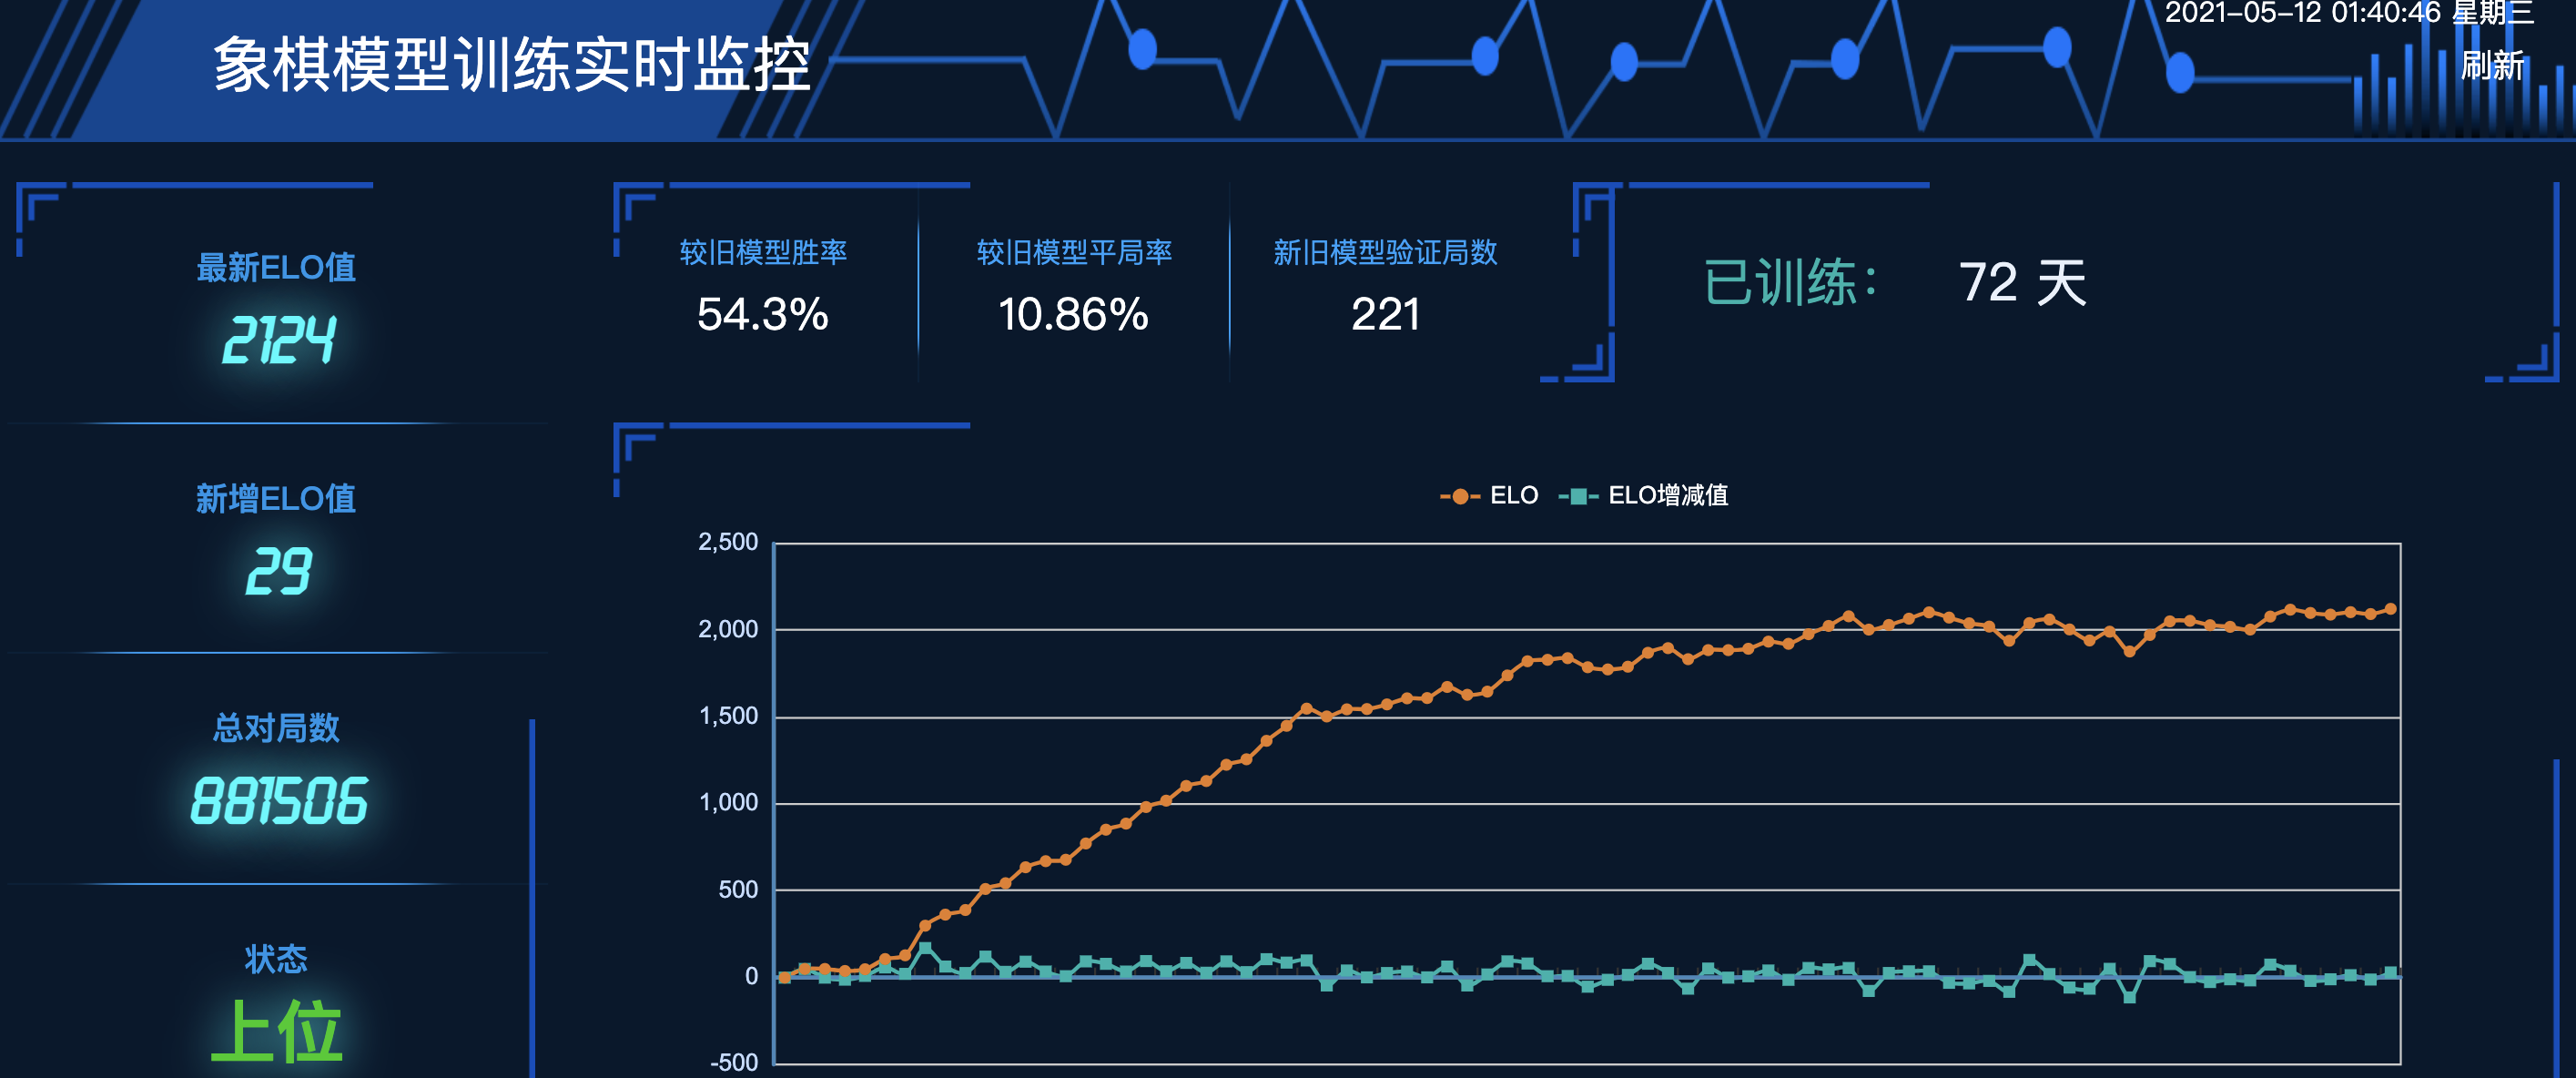 象棋模型训练实时监控
2021-05-12 01:40:46 星期三
刷新
最新ELO值
2124
新增ELO值
29
总对局数
881506
状态
上位
较旧模型胜率
54.3%
较旧模型平局率
10.86%
新旧模型验证局数
221
已训练： 72 天
ELO ELO增减值
2,500
2,000
1,500
1,000
500
0
-500